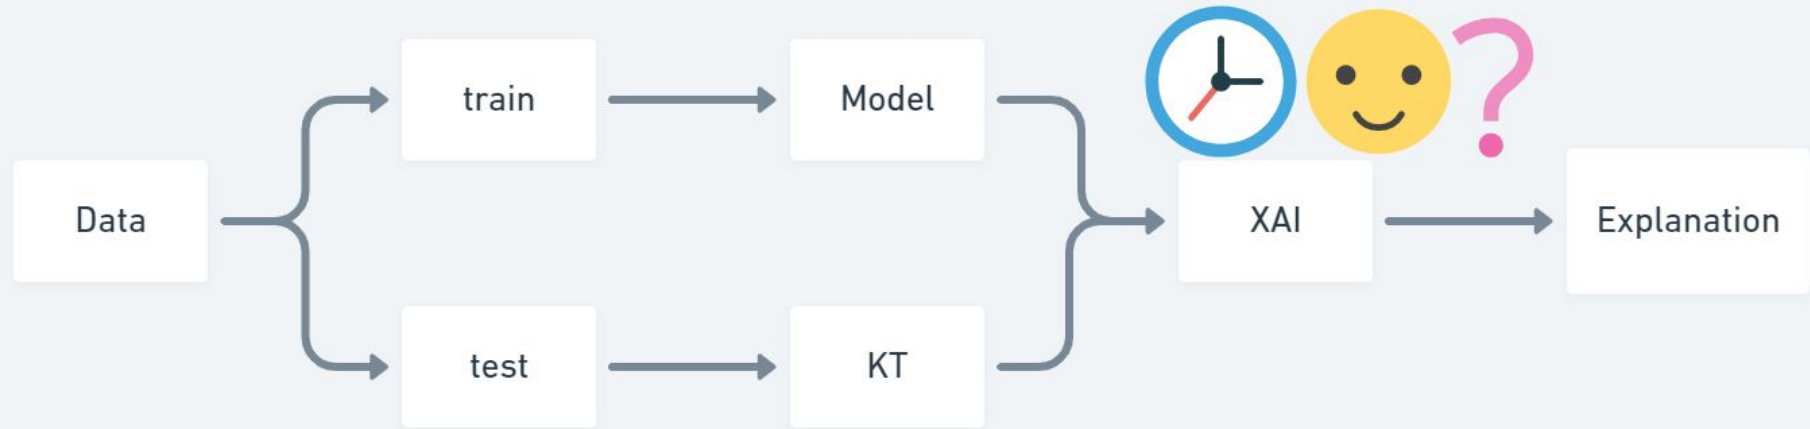 Data
train
Model
test
KT
XAI
Explanation
?